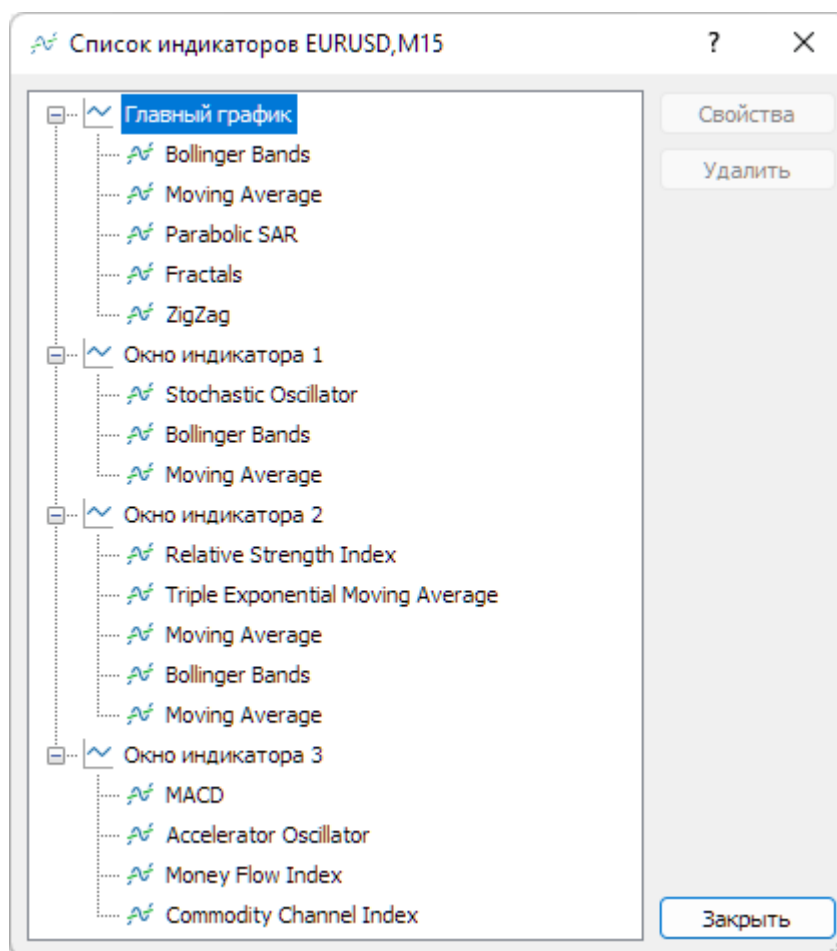 Список индикаторов EURUSD,M15
?
Главный график
Свойства
Bollinger Bands
Удалить
Moving Average
Parabolic SAR
Fractals
ZigZag
Окно индикатора 1
Stochastic Oscillator
Bollinger Bands
Moving Average
Окно индикатора 2
Relative Strength Index
Triple Exponential Moving Average
Moving Average
Bollinger Bands
Moving Average
Окно индикатора 3
MACD
Accelerator Oscillator
Money Flow Index
Commodity Channel Index
Закрыть